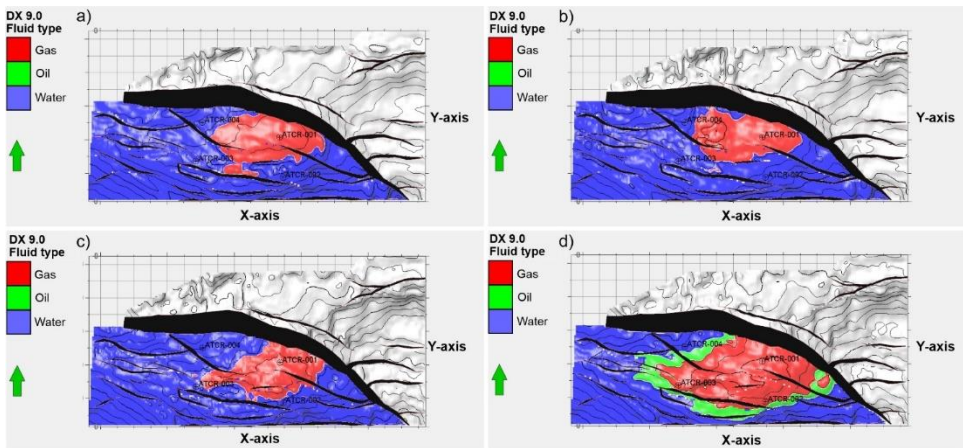 DX 9.0
Fluid type
Gas
Oil
Water
a)
ATCR-004
ATCR-001
ATCR-003
ATCR-002
Y-axis
X-axis
DX 9.0
Fluid type
Gas
Oil
Water
b)
ATCR-004
ATCR-001
ATCR-003
ATCR-002
Y-axis
X-axis
DX 9.0
Fluid type
Gas
Oil
Water
c)
ATCR-004
ATCR-001
ATCR-003
ATCR-002
Y-axis
X-axis
DX 9.0
Fluid type
Gas
Oil
Water
d)
ATCR-004
ATCR-001
ATCR-003
ATCR-002
Y-axis
X-axis